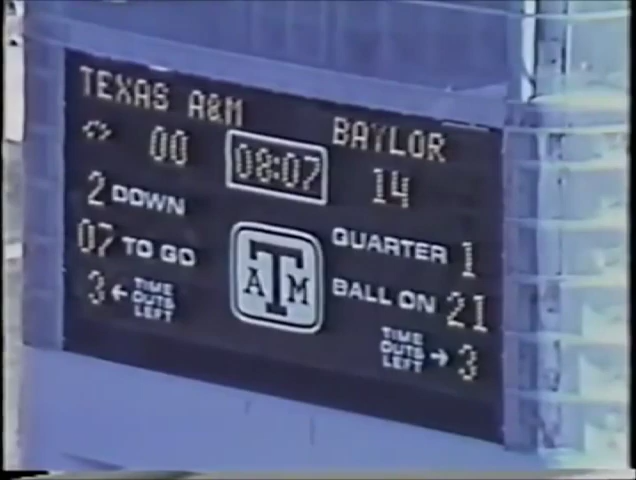 TEXAS A&M
BAYLOR
00
08:07
14
2 DOWN
07 TO GO
QUARTER 1
ATM
BALL ON 21
3 ← TIME OUTS LEFT
TIME OUTS LEFT → 3